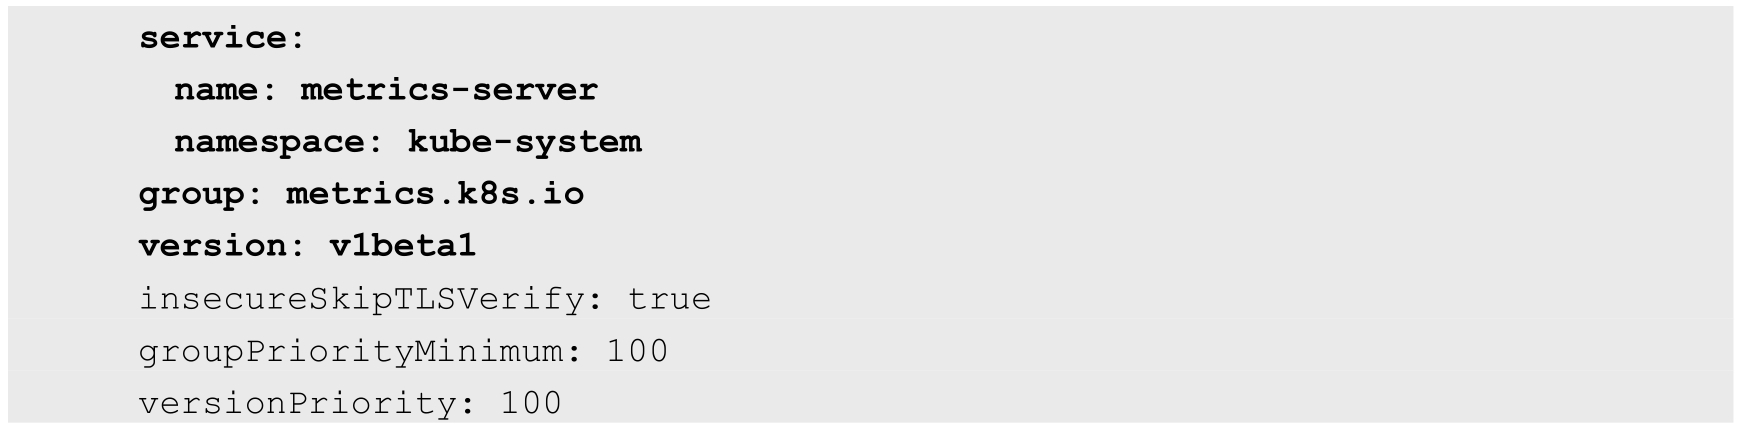 service:
  name: metrics-server
  namespace: kube-system
group: metrics.k8s.io
version: v1beta1
insecureSkipTLSVerify: true
groupPriorityMinimum: 100
versionPriority: 100